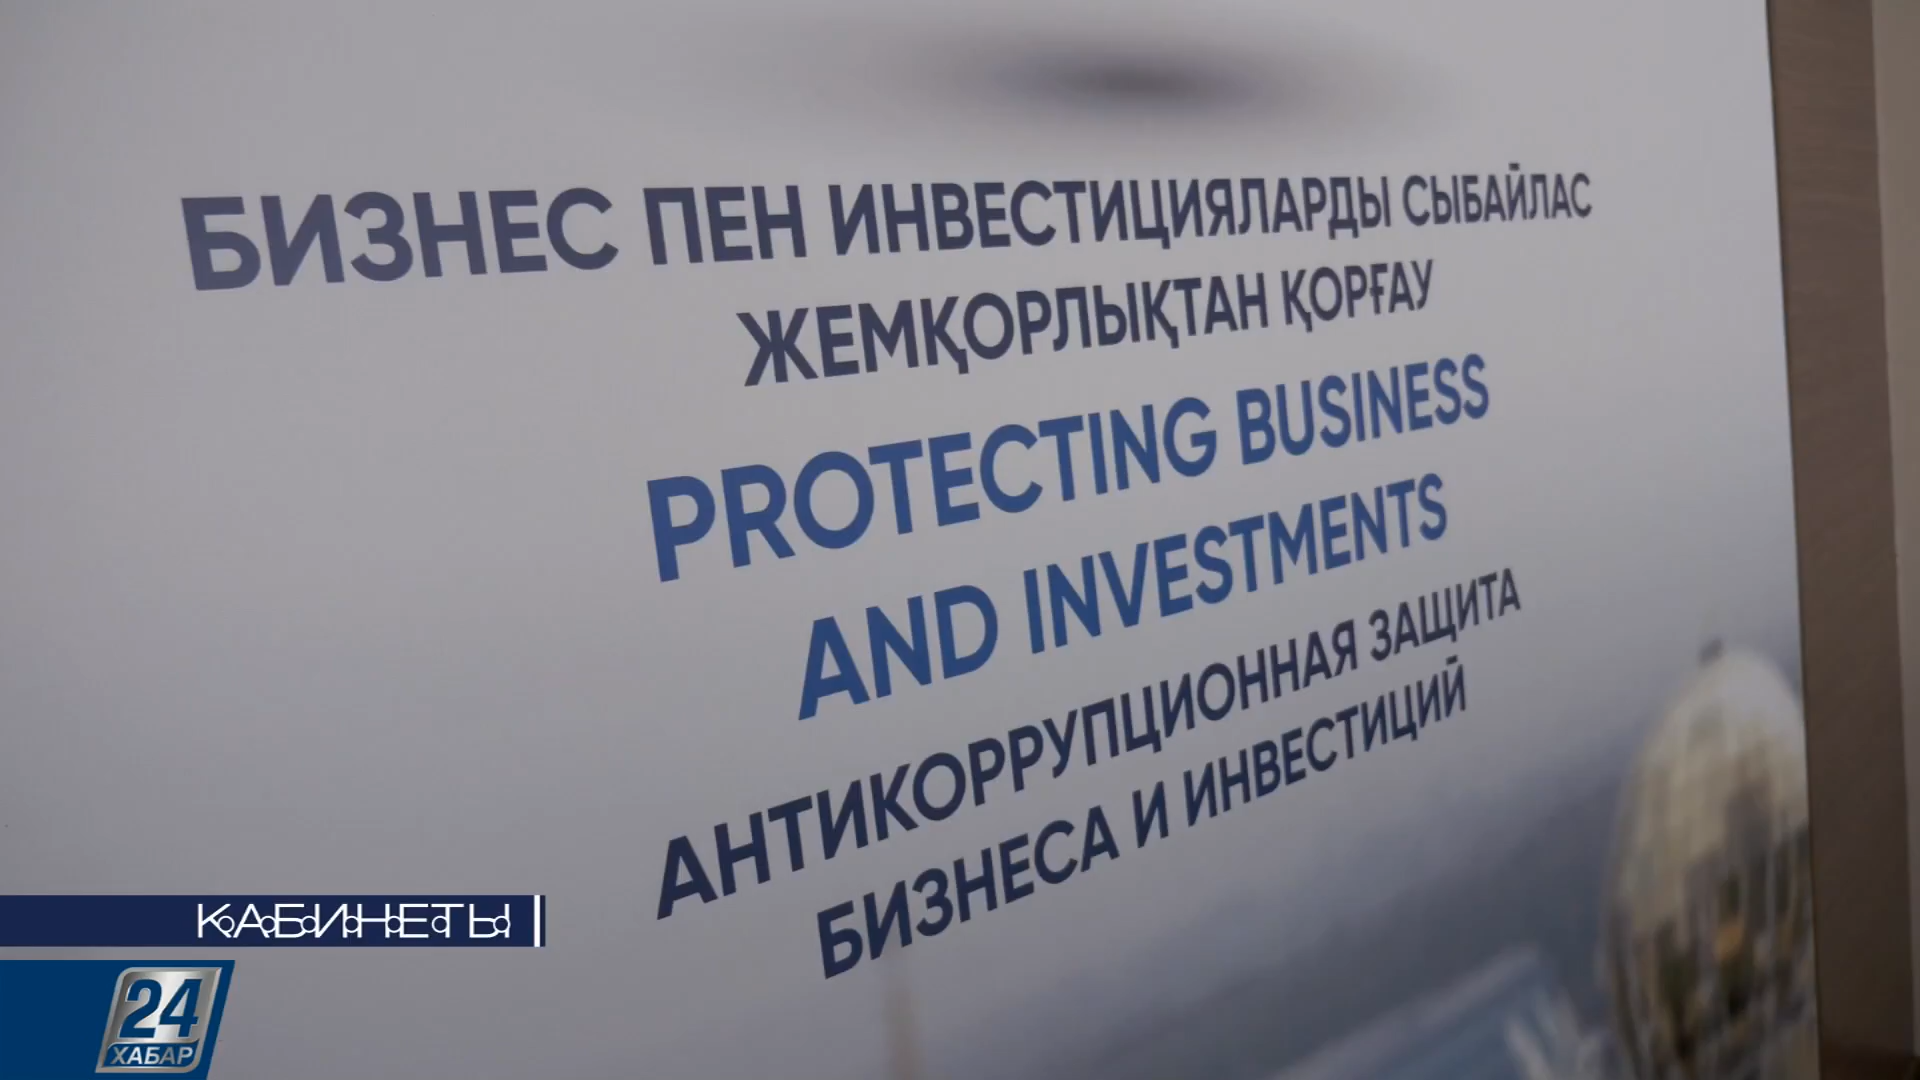 БИЗНЕС ПЕН ИНВЕСТИЦИЯЛАРДЫ СЫБАЙЛАС
ЖЕМҚОРЛЫҚТАН ҚОРҒАУ
PROTECTING BUSINESS
AND INVESTMENTS
АНТИКОРРУПЦИОННАЯ ЗАЩИТА
БИЗНЕСА И ИНВЕСТИЦИЙ
КАБИНЕТЫ
24
ХАБАР